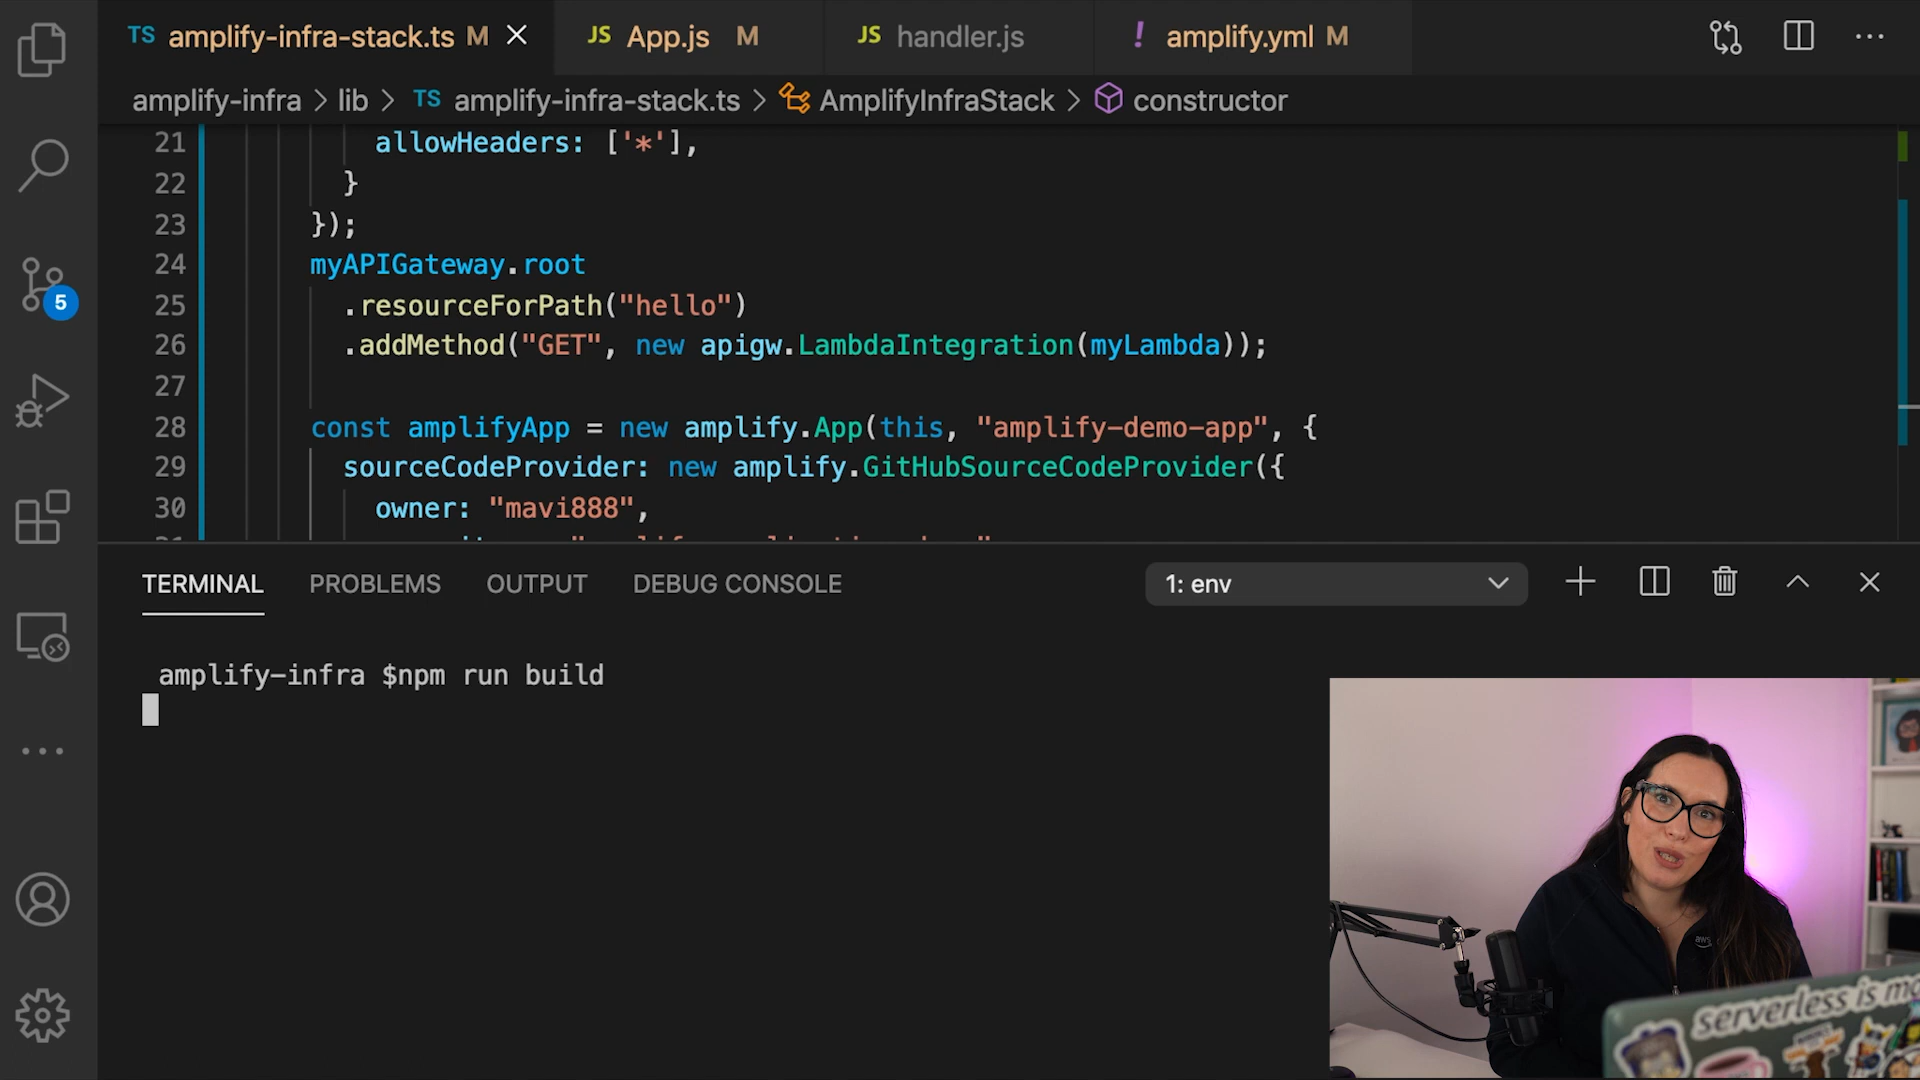 TS amplify-infra-stack.ts M
JS App.js M
JS handler.js
! amplify.yml M
amplify-infra > lib > TS amplify-infra-stack.ts > AmplifyInfraStack > constructor
21 allowHeaders: ['*'],
22 }
23 });
24 myAPIGateway.root
25 .resourceForPath("hello")
26 .addMethod("GET", new apigw.LambdaIntegration(myLambda));
27
28 const amplifyApp = new amplify.App(this, "amplify-demo-app", {
29 sourceCodeProvider: new amplify.GitHubSourceCodeProvider({
30 owner: "mavi888",
5
TERMINAL PROBLEMS OUTPUT DEBUG CONSOLE 1: env
amplify-infra $npm run build
aws
serverless is